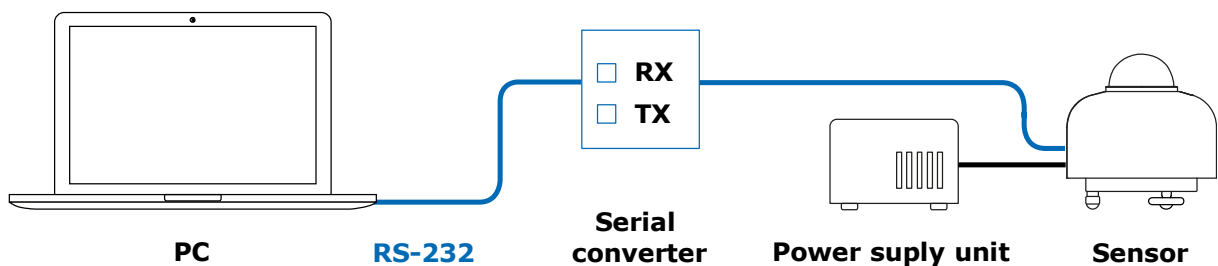 RX
TX
PC
RS-232
Serial
converter
Power suply unit
Sensor